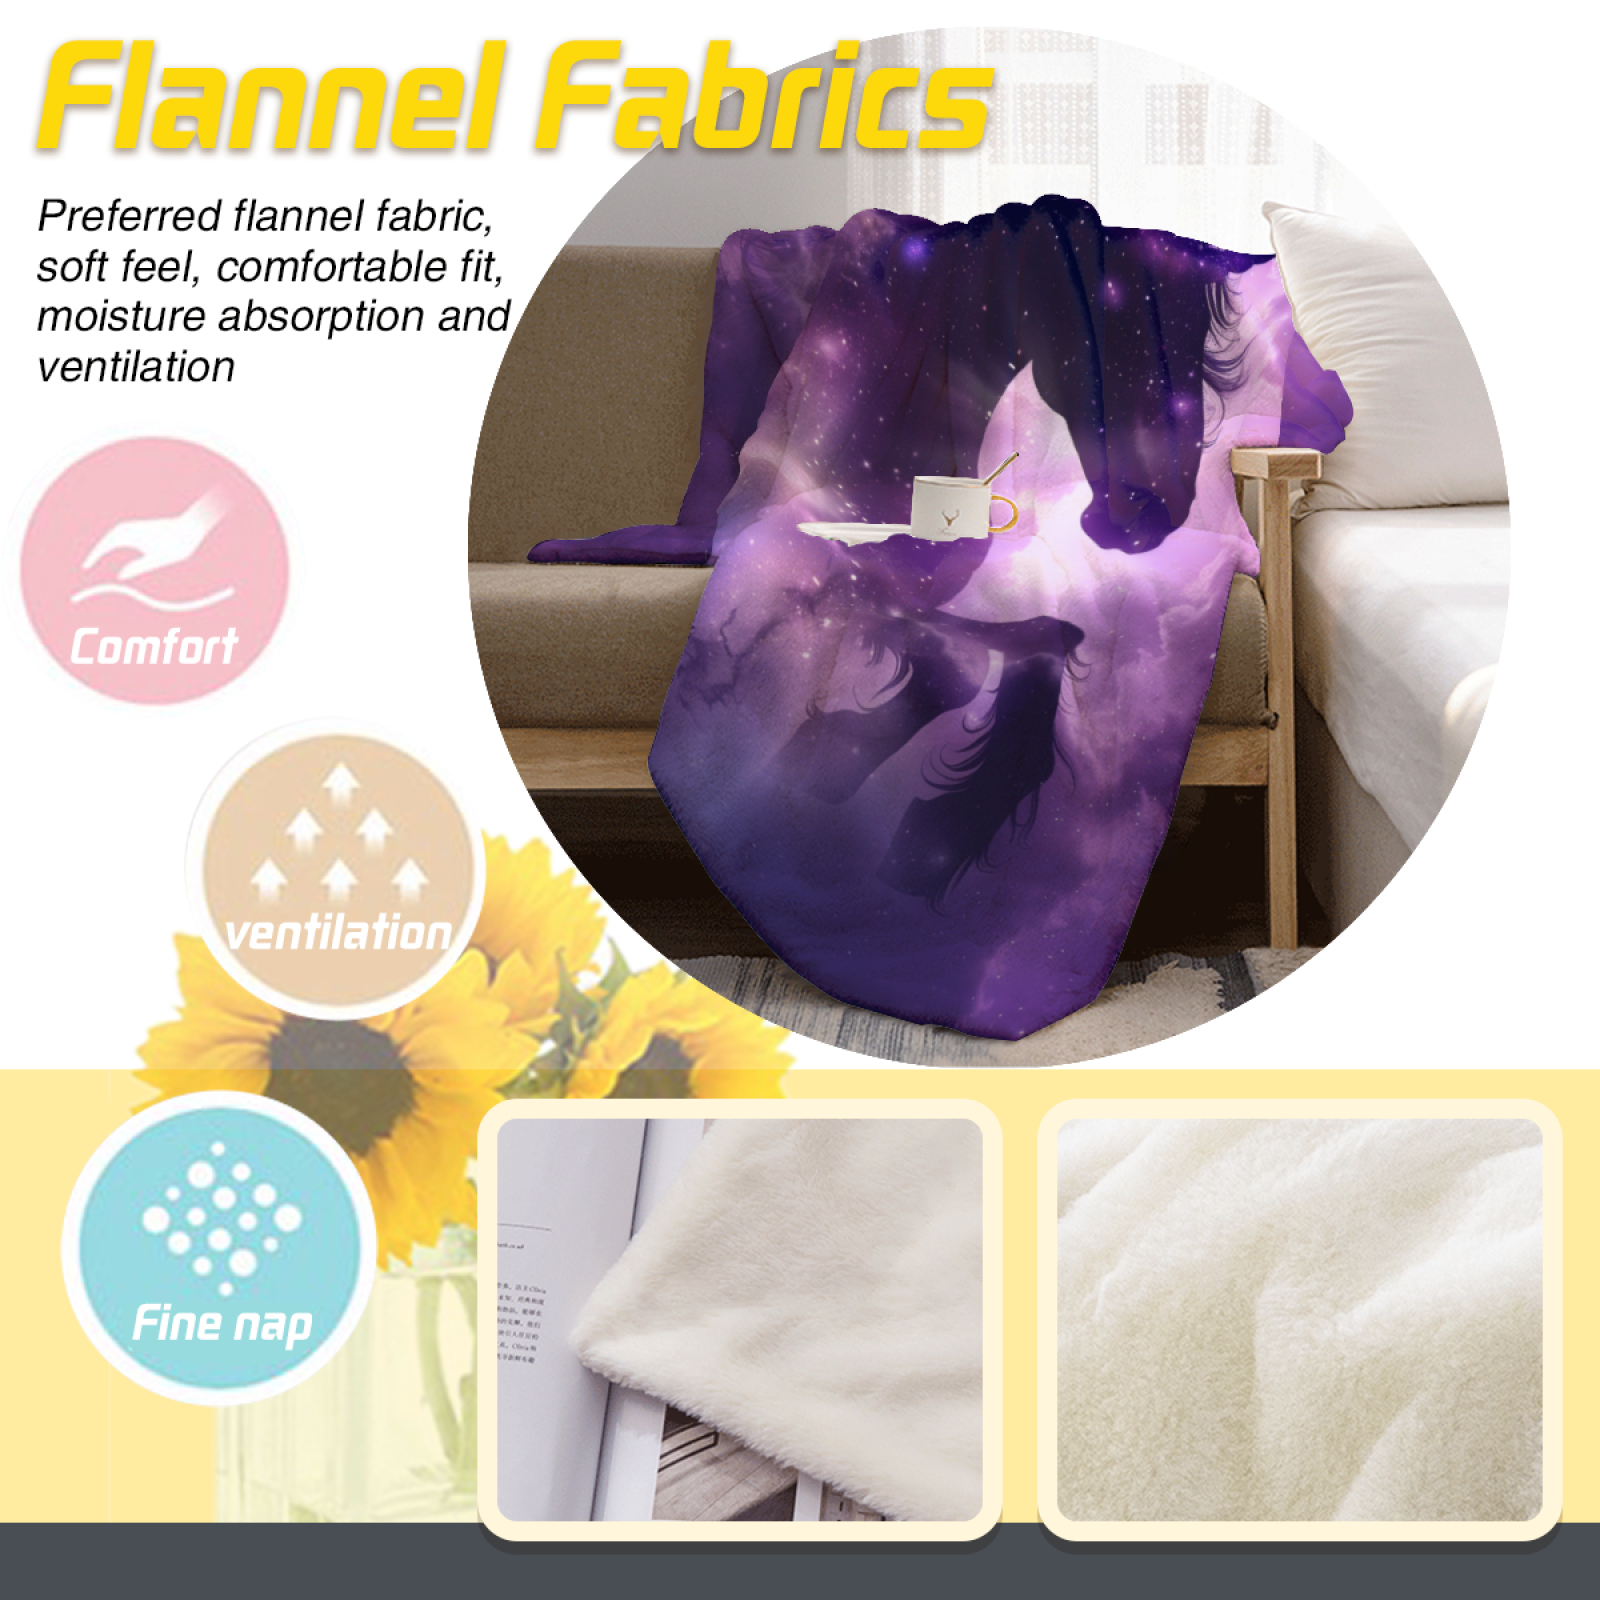 Flannel Fabrics
Preferred flannel fabric,
soft feel, comfortable fit,
moisture absorption and
ventilation
Comfort
ventilation
Fine nap